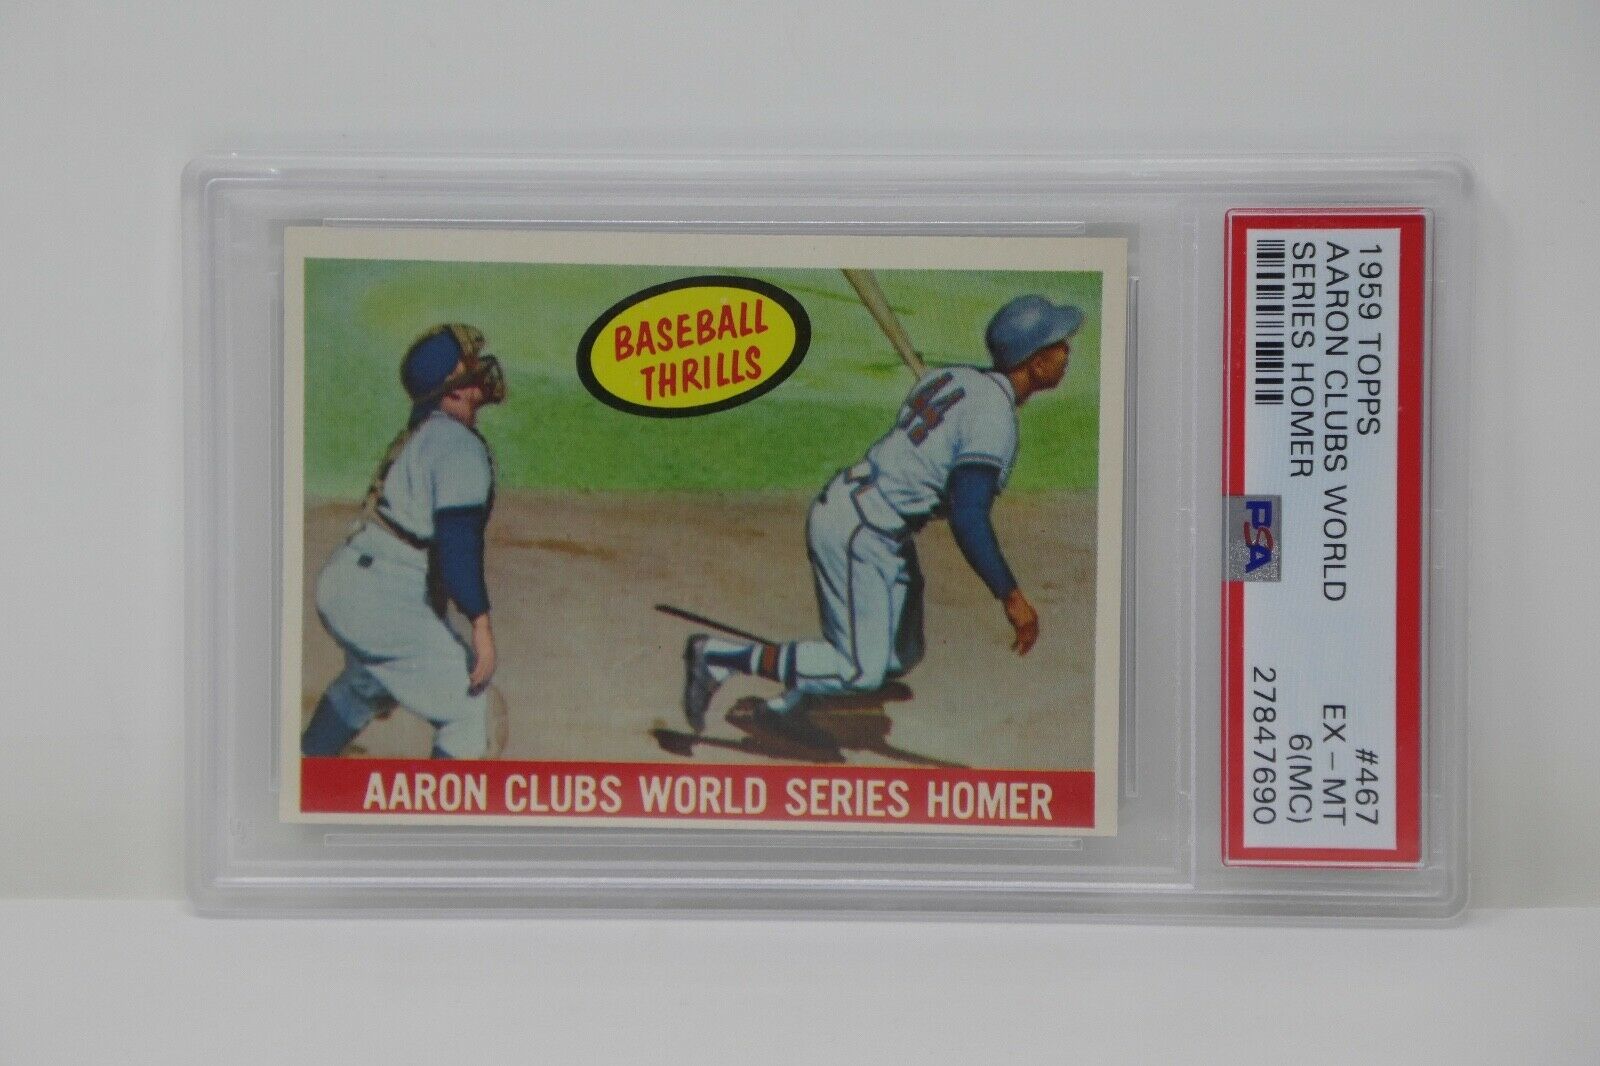 BASEBALL
THRILLS
AARON CLUBS WORLD SERIES HOMER
1959 TOPPS #467
AARON CLUBS WORLD EX-MT
SERIES HOMER 6(MC)
27847690
PSA
44